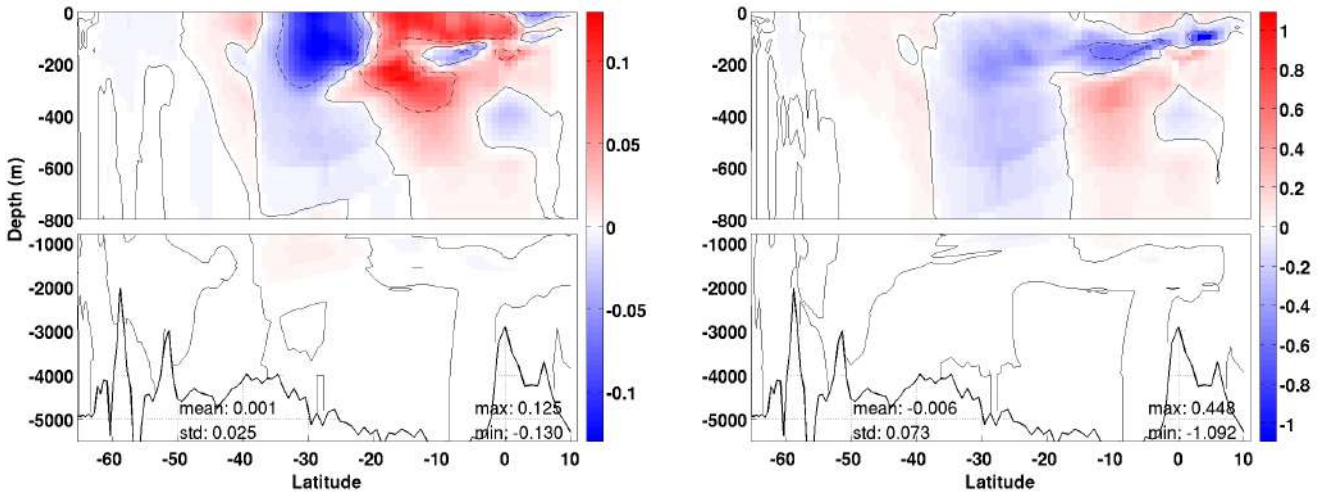 0
-200
-400
-600
-800
-1000
-2000
-3000
-4000
-5000
Depth (m)
mean: 0.001
std: 0.025
max: 0.125
min: -0.130
-60 -50 -40 -30 -20 -10 0 10
Latitude
0.1
0.05
0
-0.05
-0.1
0
-200
-400
-600
-800
-1000
-2000
-3000
-4000
-5000
mean: -0.006
std: 0.073
max: 0.448
min: -1.092
-60 -50 -40 -30 -20 -10 0 10
Latitude
1
0.8
0.6
0.4
0.2
0
-0.2
-0.4
-0.6
-0.8
-1